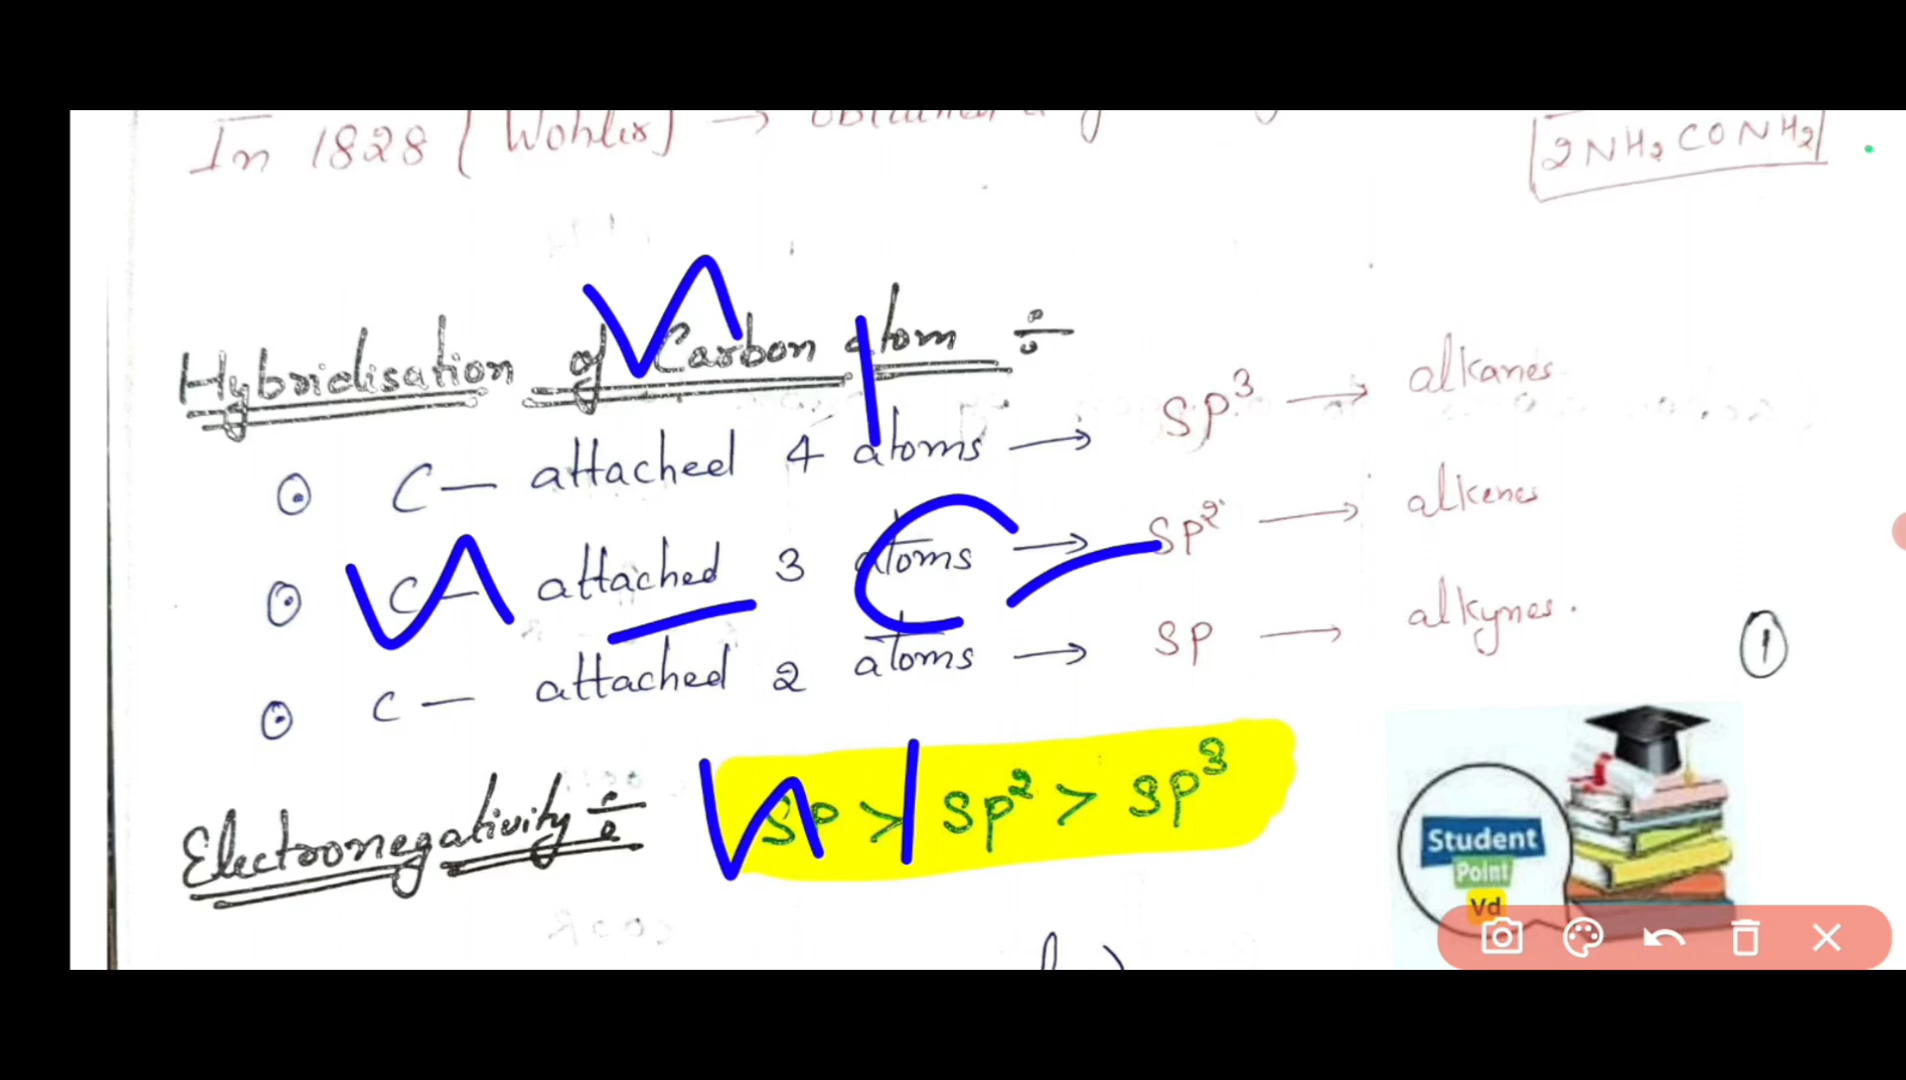 In 1828 [Wohler] →
2NH₂CONH₂
Hybridisation of Carbon atom ÷
⊙ C— attached 4 atoms → SP³ → alkanes
⊙ C— attached 3 atoms → SP² → alkenes
⊙ C— attached 2 atoms → SP → alkynes.
①
Electronegativity ÷ SP > SP² > SP³
Student
Point
Vd